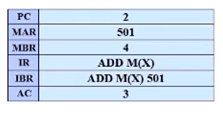 PC 2
MAR 501
MBR 4
IR ADD M(X)
IBR ADD M(X) 501
AC 3